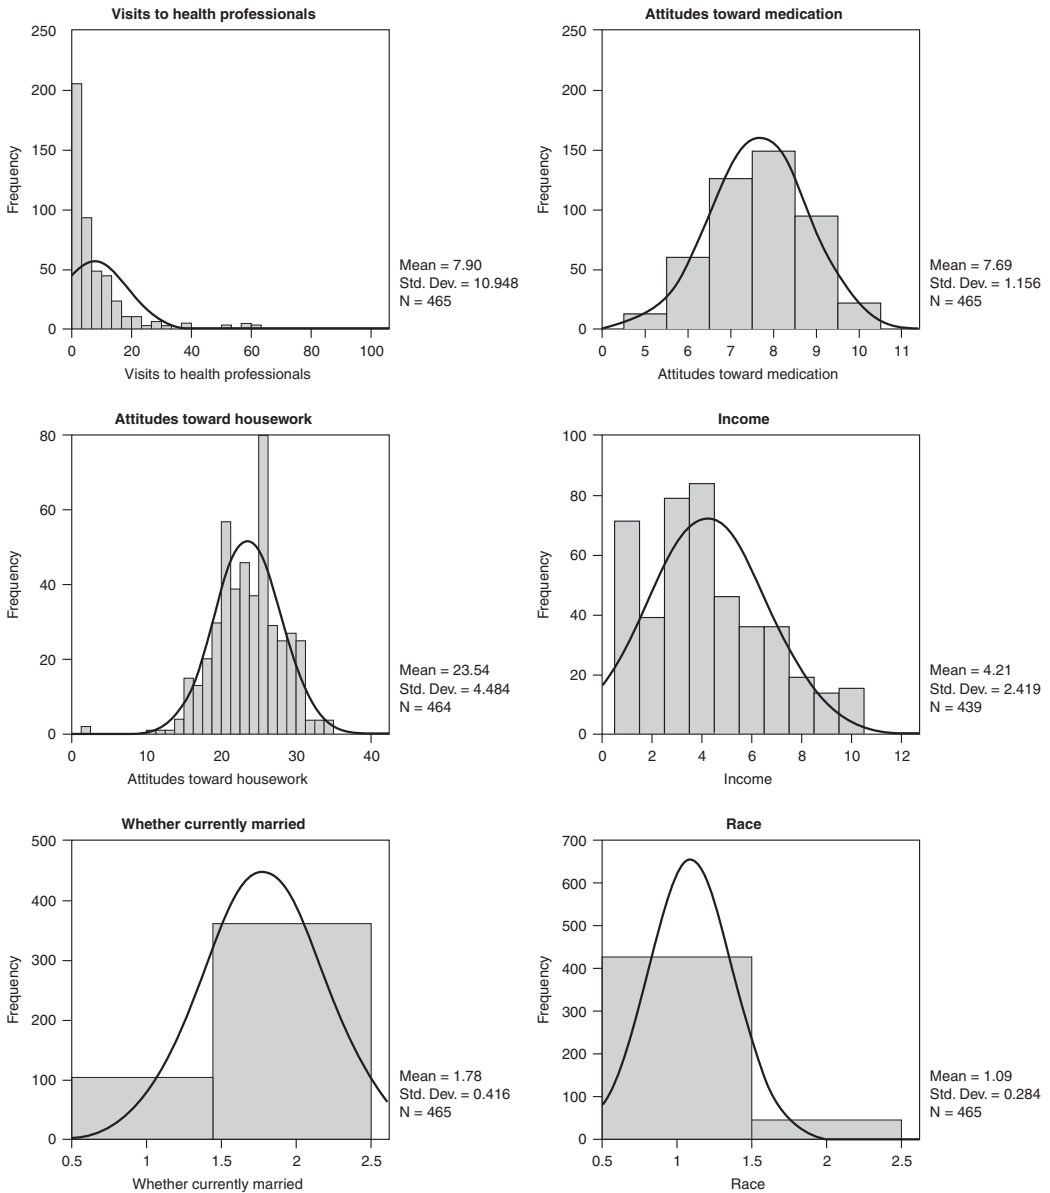 Visits to health professionals
250
200
150
100
50
0
Frequency
0 20 40 60 80 100
Visits to health professionals
Mean = 7.90
Std. Dev. = 10.948
N = 465
Attitudes toward medication
250
200
150
100
50
0
Frequency
0 5 6 7 8 9 10 11
Attitudes toward medication
Mean = 7.69
Std. Dev. = 1.156
N = 465
Attitudes toward housework
80
60
40
20
0
Frequency
0 10 20 30 40
Attitudes toward housework
Mean = 23.54
Std. Dev. = 4.484
N = 464
Income
100
80
60
40
20
0
Frequency
0 2 4 6 8 10 12
Income
Mean = 4.21
Std. Dev. = 2.419
N = 439
Whether currently married
500
400
300
200
100
0
Frequency
0.5 1 1.5 2 2.5
Whether currently married
Mean = 1.78
Std. Dev. = 0.416
N = 465
Race
700
600
500
400
300
200
100
0
Frequency
0.5 1 1.5 2 2.5
Race
Mean = 1.09
Std. Dev. = 0.284
N = 465